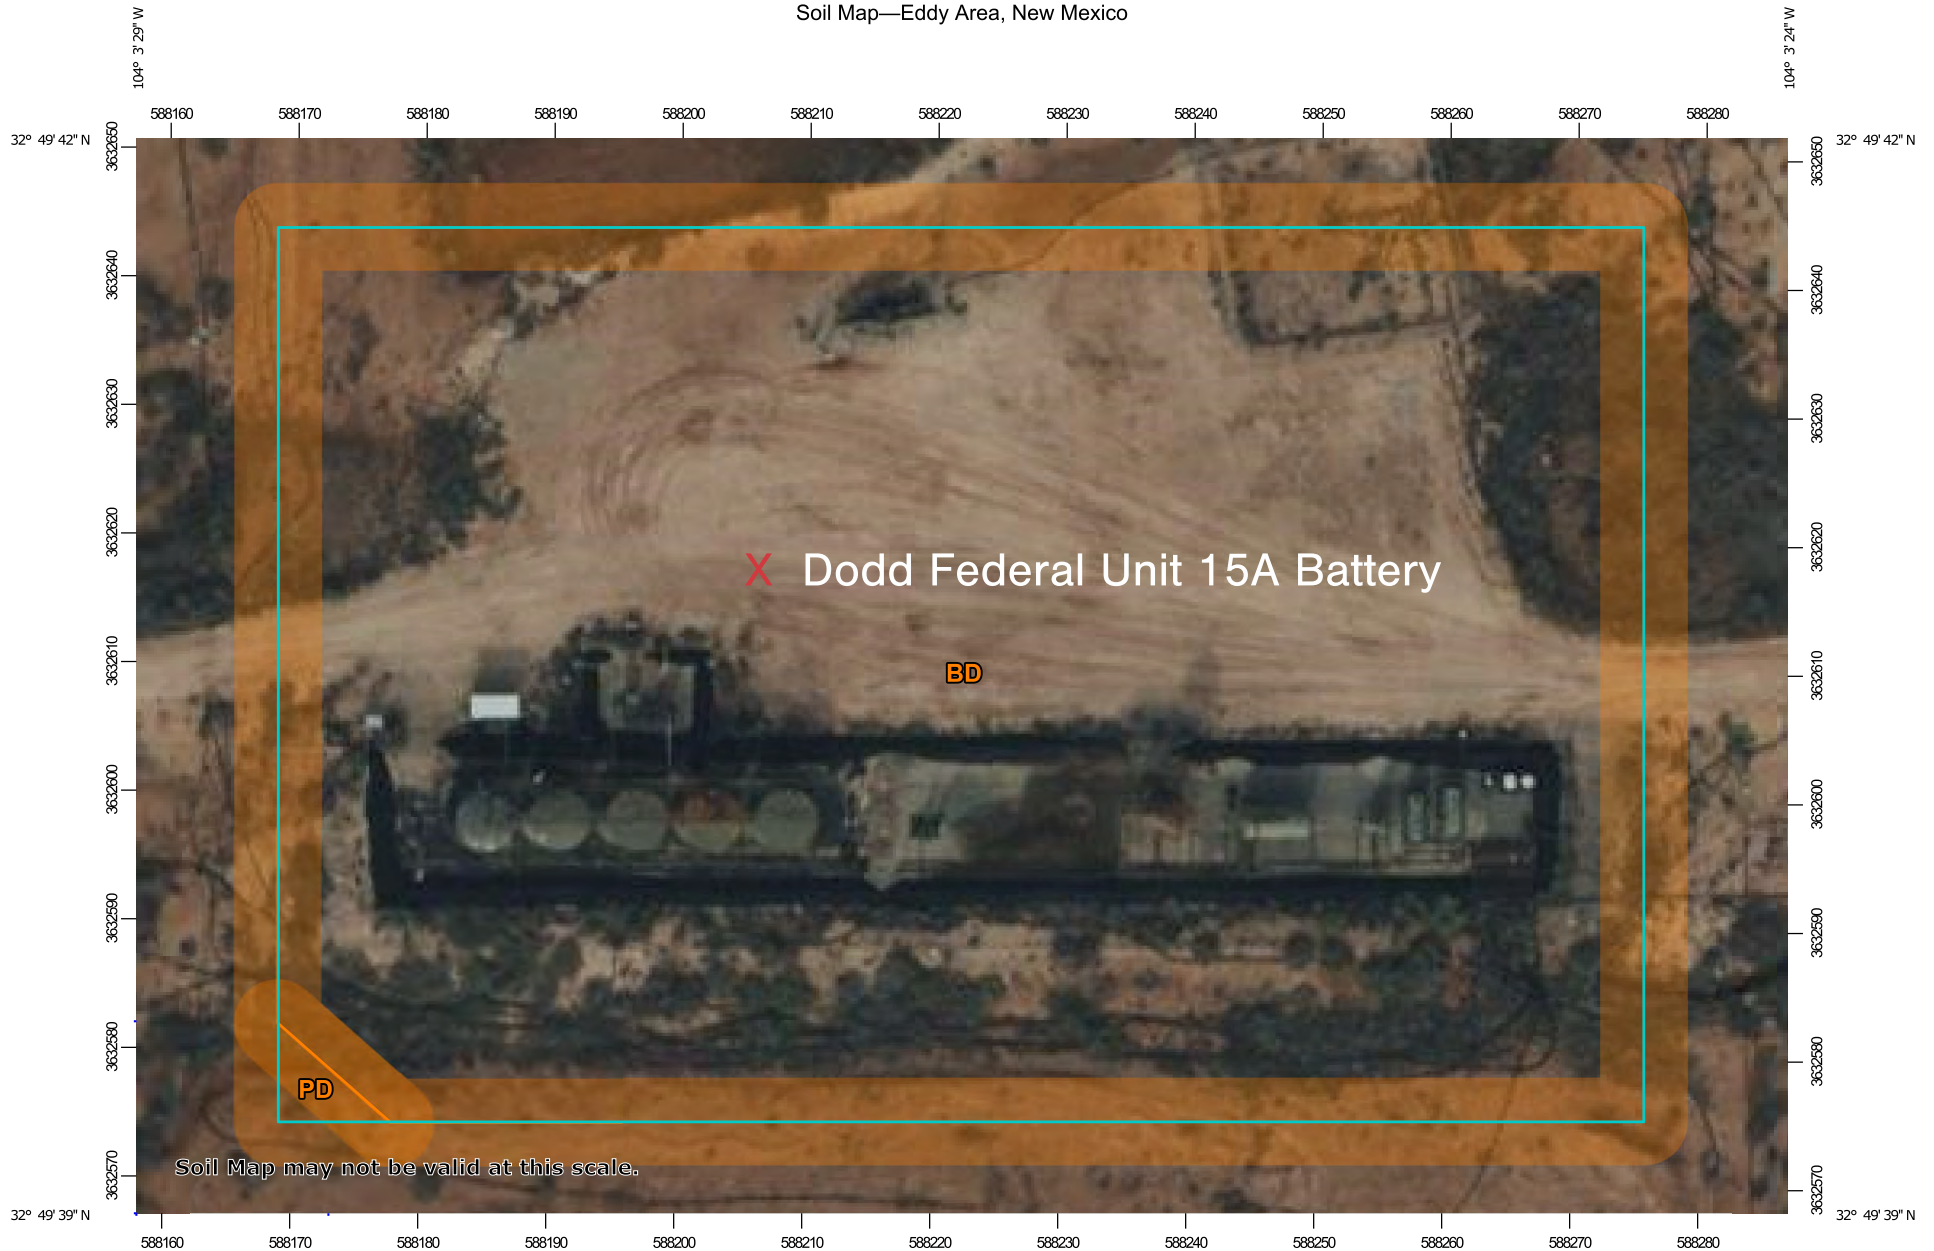 Soil Map—Eddy Area, New Mexico
104° 3' 29" W
104° 3' 24" W
588160 588170 588180 588190 588200 588210 588220 588230 588240 588250 588260 588270 588280
32° 49' 42" N
32° 49' 42" N
3632650
3632650
3632640
3632640
3632630
3632630
3632620
3632620
X Dodd Federal Unit 15A Battery
3632610
3632610
BD
3632600
3632600
3632590
3632590
3632580
3632580
PD
Soil Map may not be valid at this scale.
3632570
3632570
32° 49' 39" N
32° 49' 39" N
588160 588170 588180 588190 588200 588210 588220 588230 588240 588250 588260 588270 588280